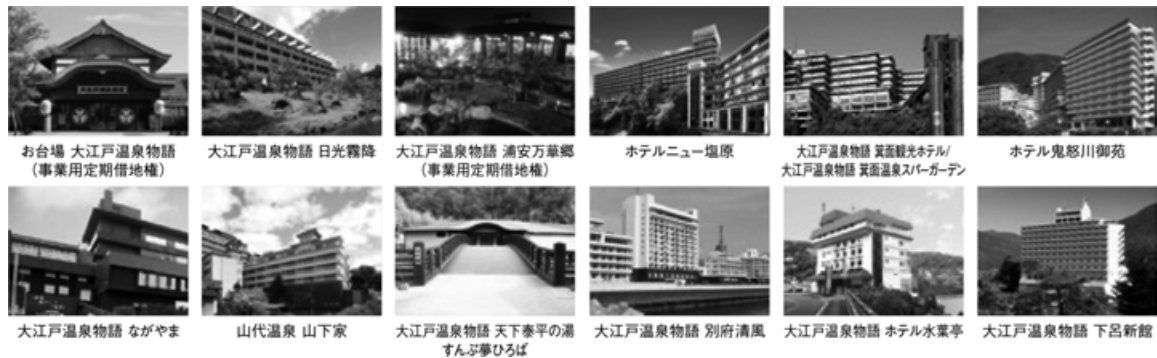 お台場 大江戸温泉物語
（事業用定期借地権）
大江戸温泉物語 日光霧降
大江戸温泉物語 浦安万華郷
（事業用定期借地権）
ホテルニュー塩原
大江戸温泉物語 箕面観光ホテル/
大江戸温泉物語 箕面温泉スパーガーデン
ホテル鬼怒川御苑
大江戸温泉物語 ながやま
山代温泉 山下家
大江戸温泉物語 天下泰平の湯
すんぷ夢ひろば
大江戸温泉物語 別府清風
大江戸温泉物語 ホテル水葉亭
大江戸温泉物語 下呂新館